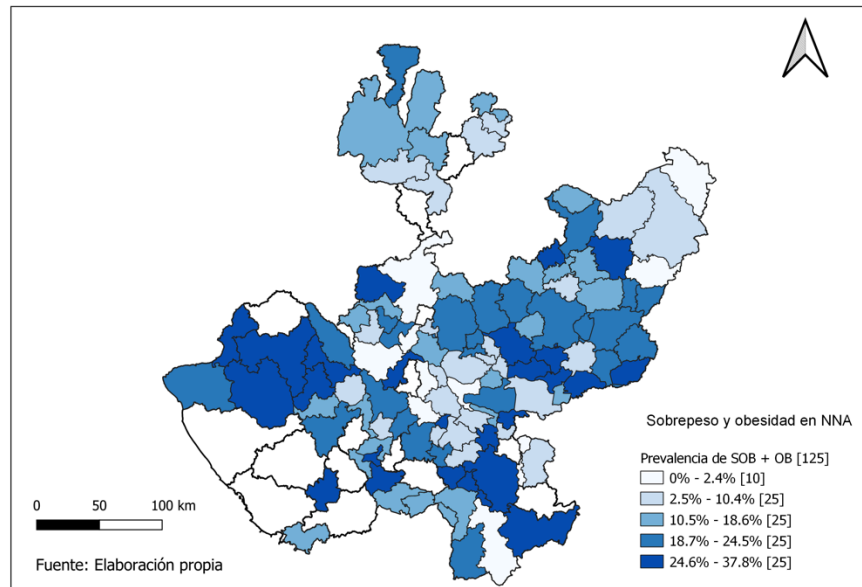 Sobrepeso y obesidad en NNA
Prevalencia de SOB + OB [125]
0% - 2.4% [10]
2.5% - 10.4% [25]
10.5% - 18.6% [25]
18.7% - 24.5% [25]
24.6% - 37.8% [25]
0 50 100 km
Fuente: Elaboración propia